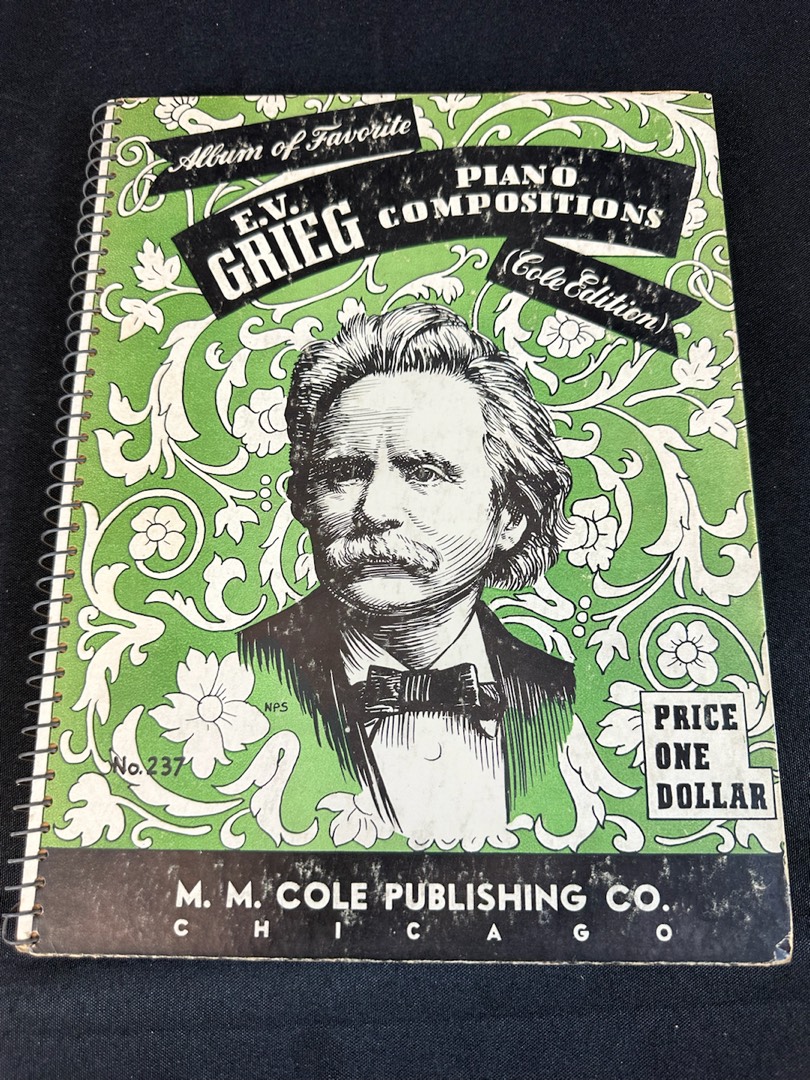 Album of Favorite
E.V.
GRIEG
PIANO
COMPOSITIONS
(Cole Edition)
NPS
No. 237
PRICE
ONE
DOLLAR
M. M. COLE PUBLISHING CO.
CHICAGO